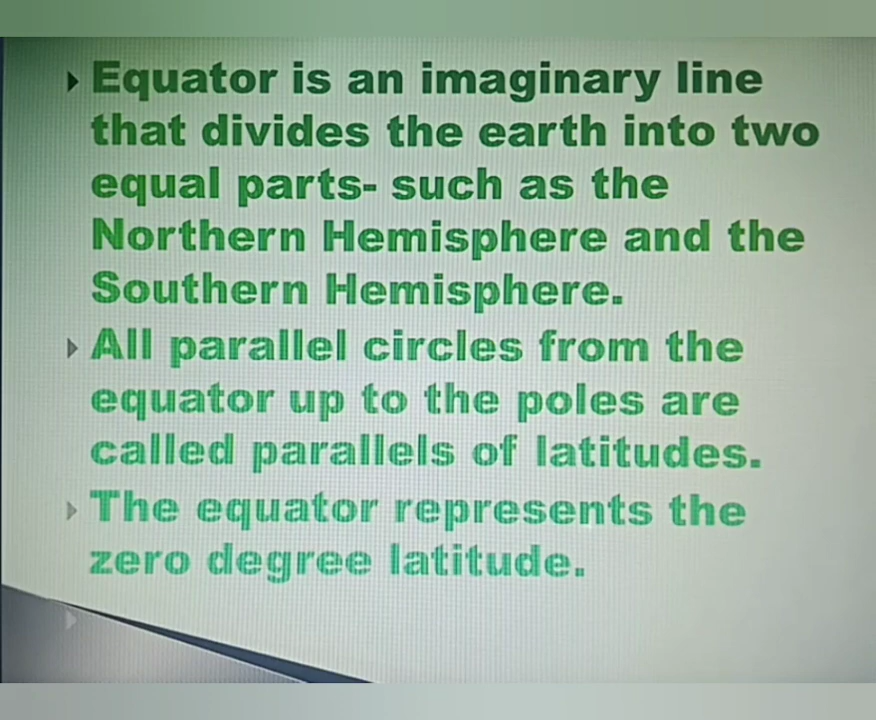 Equator is an imaginary line
that divides the earth into two
equal parts- such as the
Northern Hemisphere and the
Southern Hemisphere.
All parallel circles from the
equator up to the poles are
called parallels of latitudes.
The equator represents the
zero degree latitude.